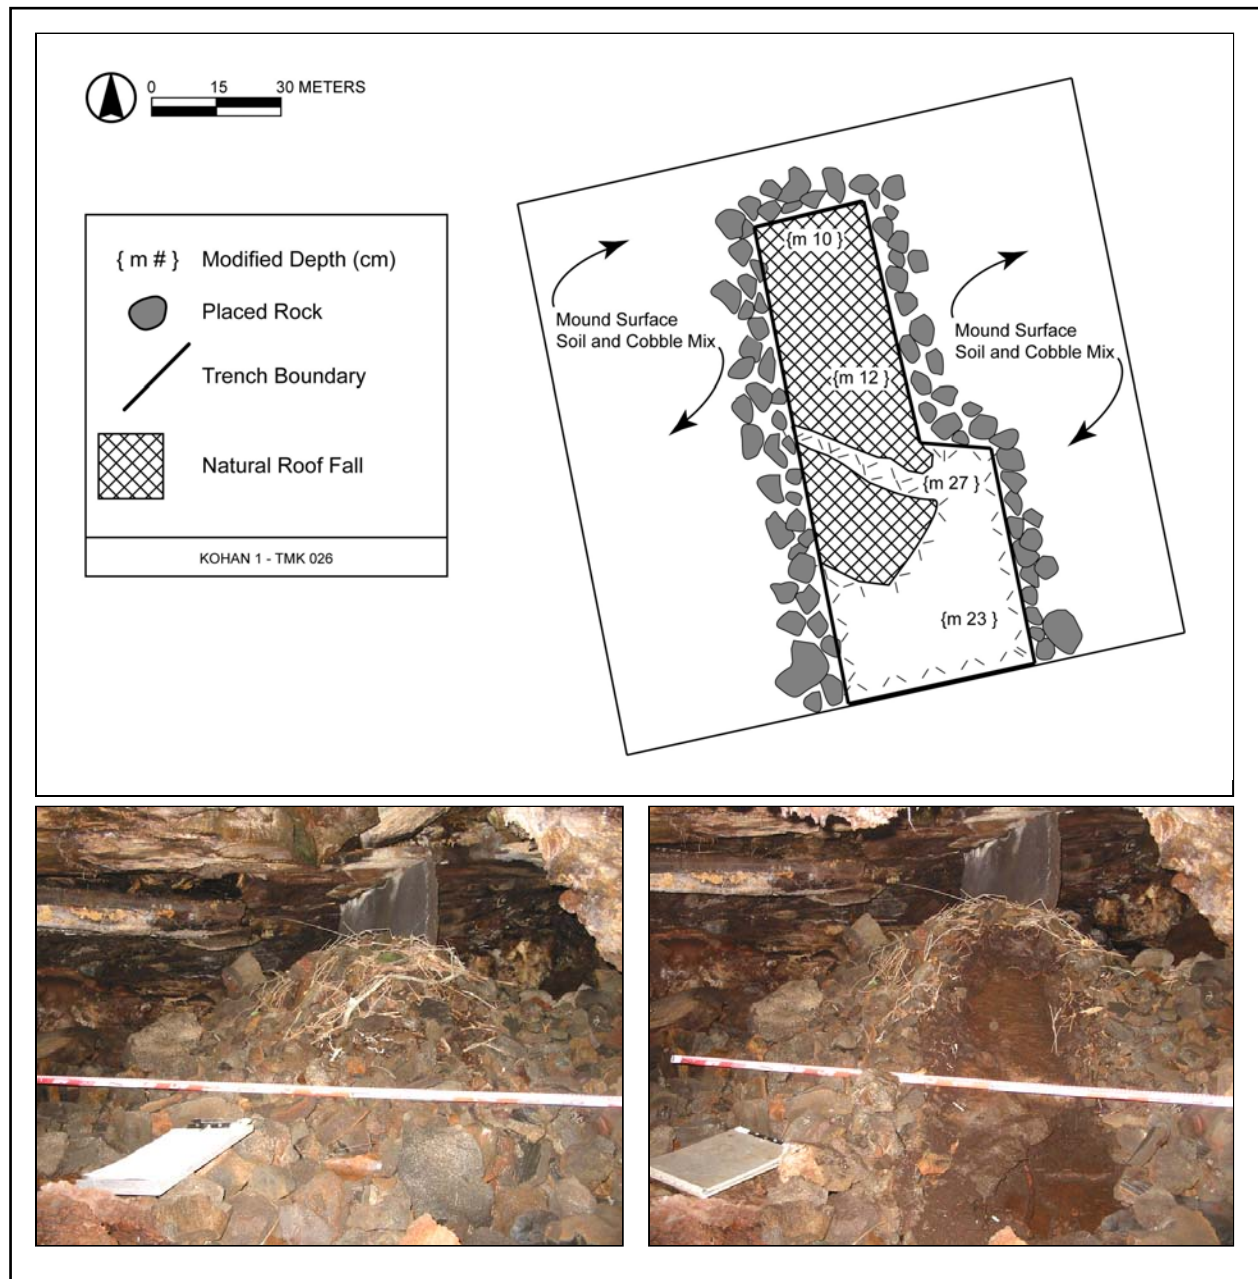 0 15 30 METERS
{ m # } Modified Depth (cm)
Placed Rock
Trench Boundary
Natural Roof Fall
KOHAN 1 - TMK 026
{m 10 }
Mound Surface
Soil and Cobble Mix
Mound Surface
Soil and Cobble Mix
{m 12 }
{m 27 }
{m 23 }